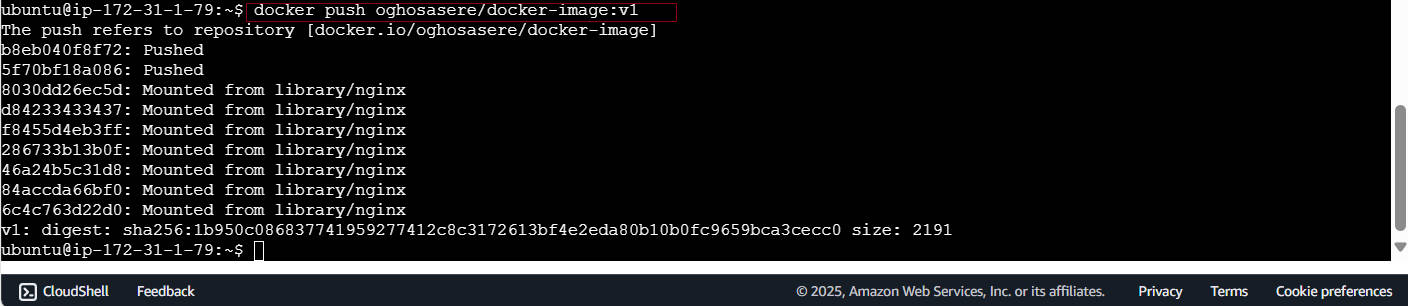 ubuntu@ip-172-31-1-79:~$ docker push oghosasere/docker-image:v1
The push refers to repository [docker.io/oghosasere/docker-image]
b8eb040f8f72: Pushed
5f70bf18a086: Pushed
8030dd26ec5d: Mounted from library/nginx
d84233433437: Mounted from library/nginx
f8455d4eb3ff: Mounted from library/nginx
286733b13b0f: Mounted from library/nginx
46a24b5c31d8: Mounted from library/nginx
84accda66bf0: Mounted from library/nginx
6c4c763d22d0: Mounted from library/nginx
v1: digest: sha256:1b950c086837741959277412c8c3172613bf4e2eda80b10b0fc9659bca3cecc0 size: 2191
ubuntu@ip-172-31-1-79:~$
CloudShell Feedback © 2025, Amazon Web Services, Inc. or its affiliates. Privacy Terms Cookie preferences